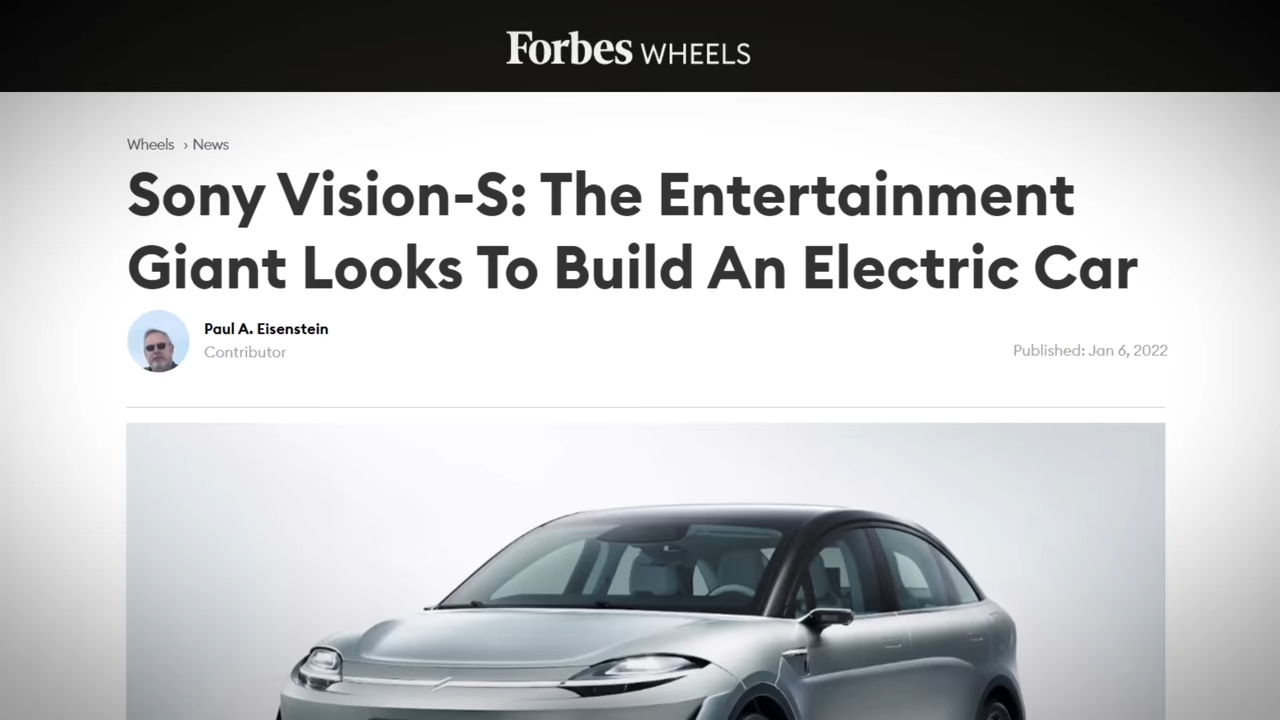 Forbes WHEELS
Wheels › News
Sony Vision-S: The Entertainment
Giant Looks To Build An Electric Car
Paul A. Eisenstein
Contributor
Published: Jan 6, 2022